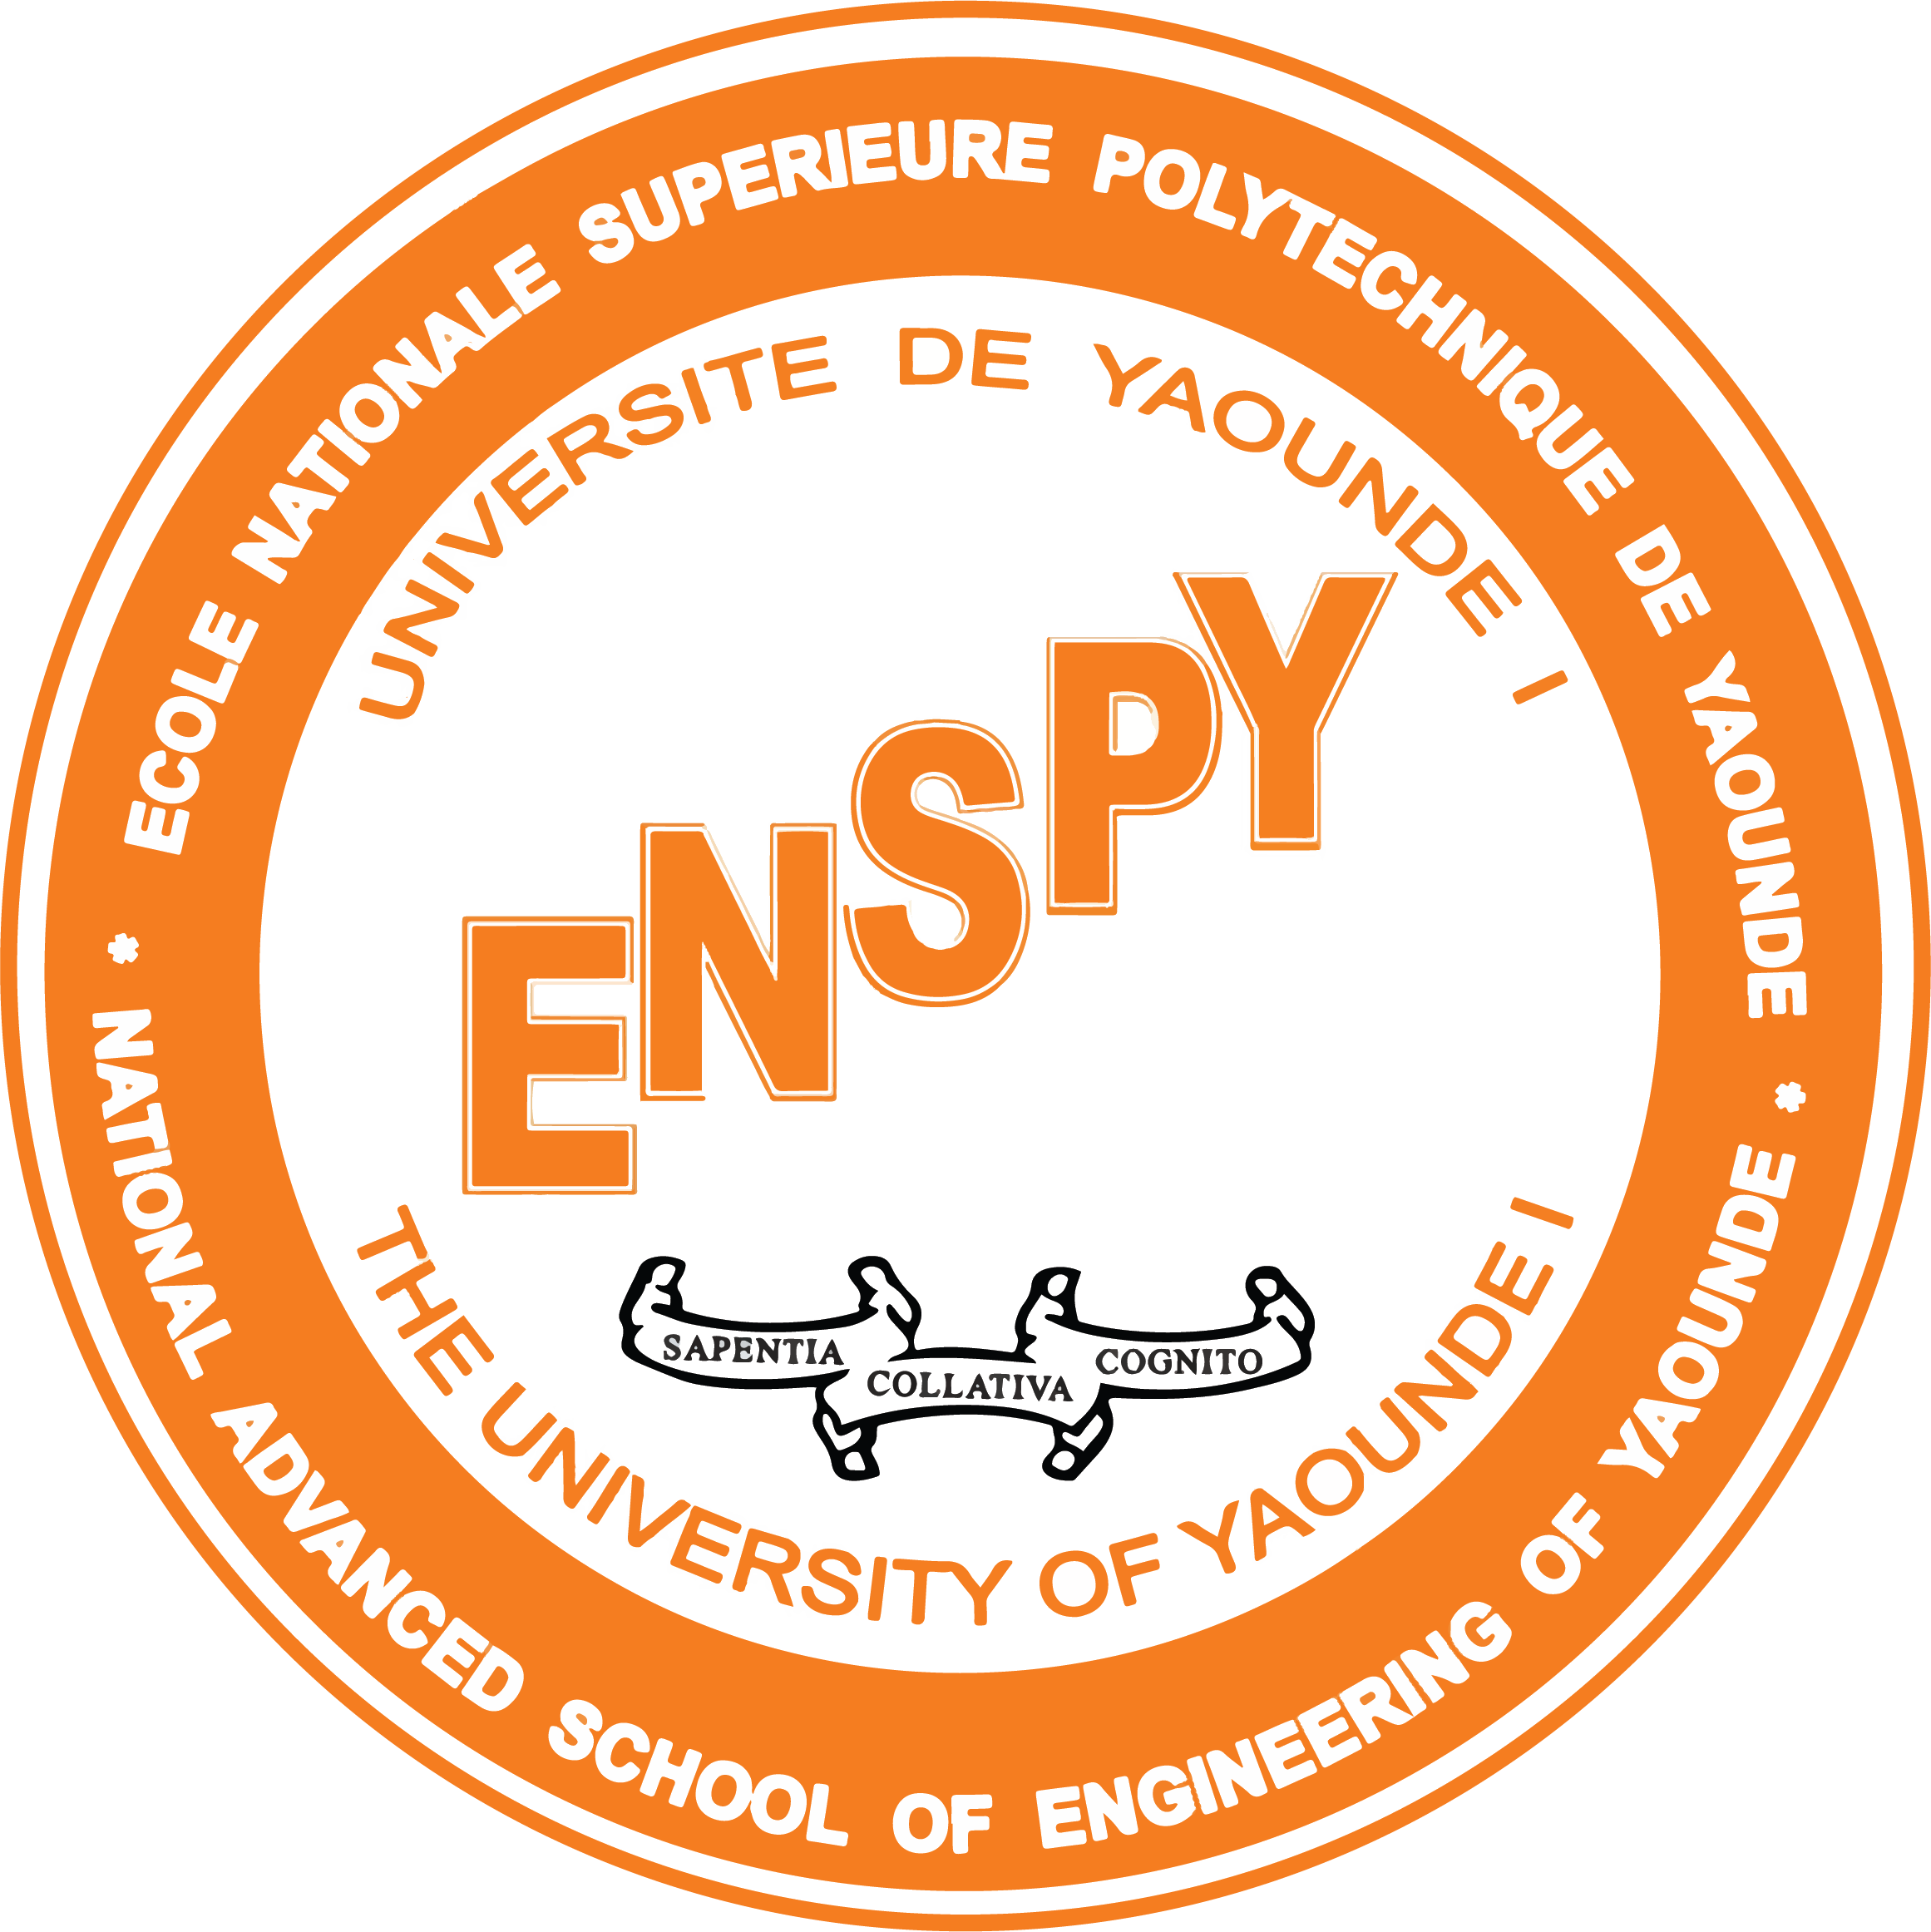 ECOLE NATIONALE SUPERIEURE POLYTECHNIQUE DE YAOUNDE
UNIVERSITE DE YAOUNDE I
ENSPY
SAPENTIA
COLLATIVA
COGNITO
THE UNIVERSITY OF YAOUNDE I
* NATIONAL ADVANCED SCHOOL OF ENGINEERING OF YAOUNDE *